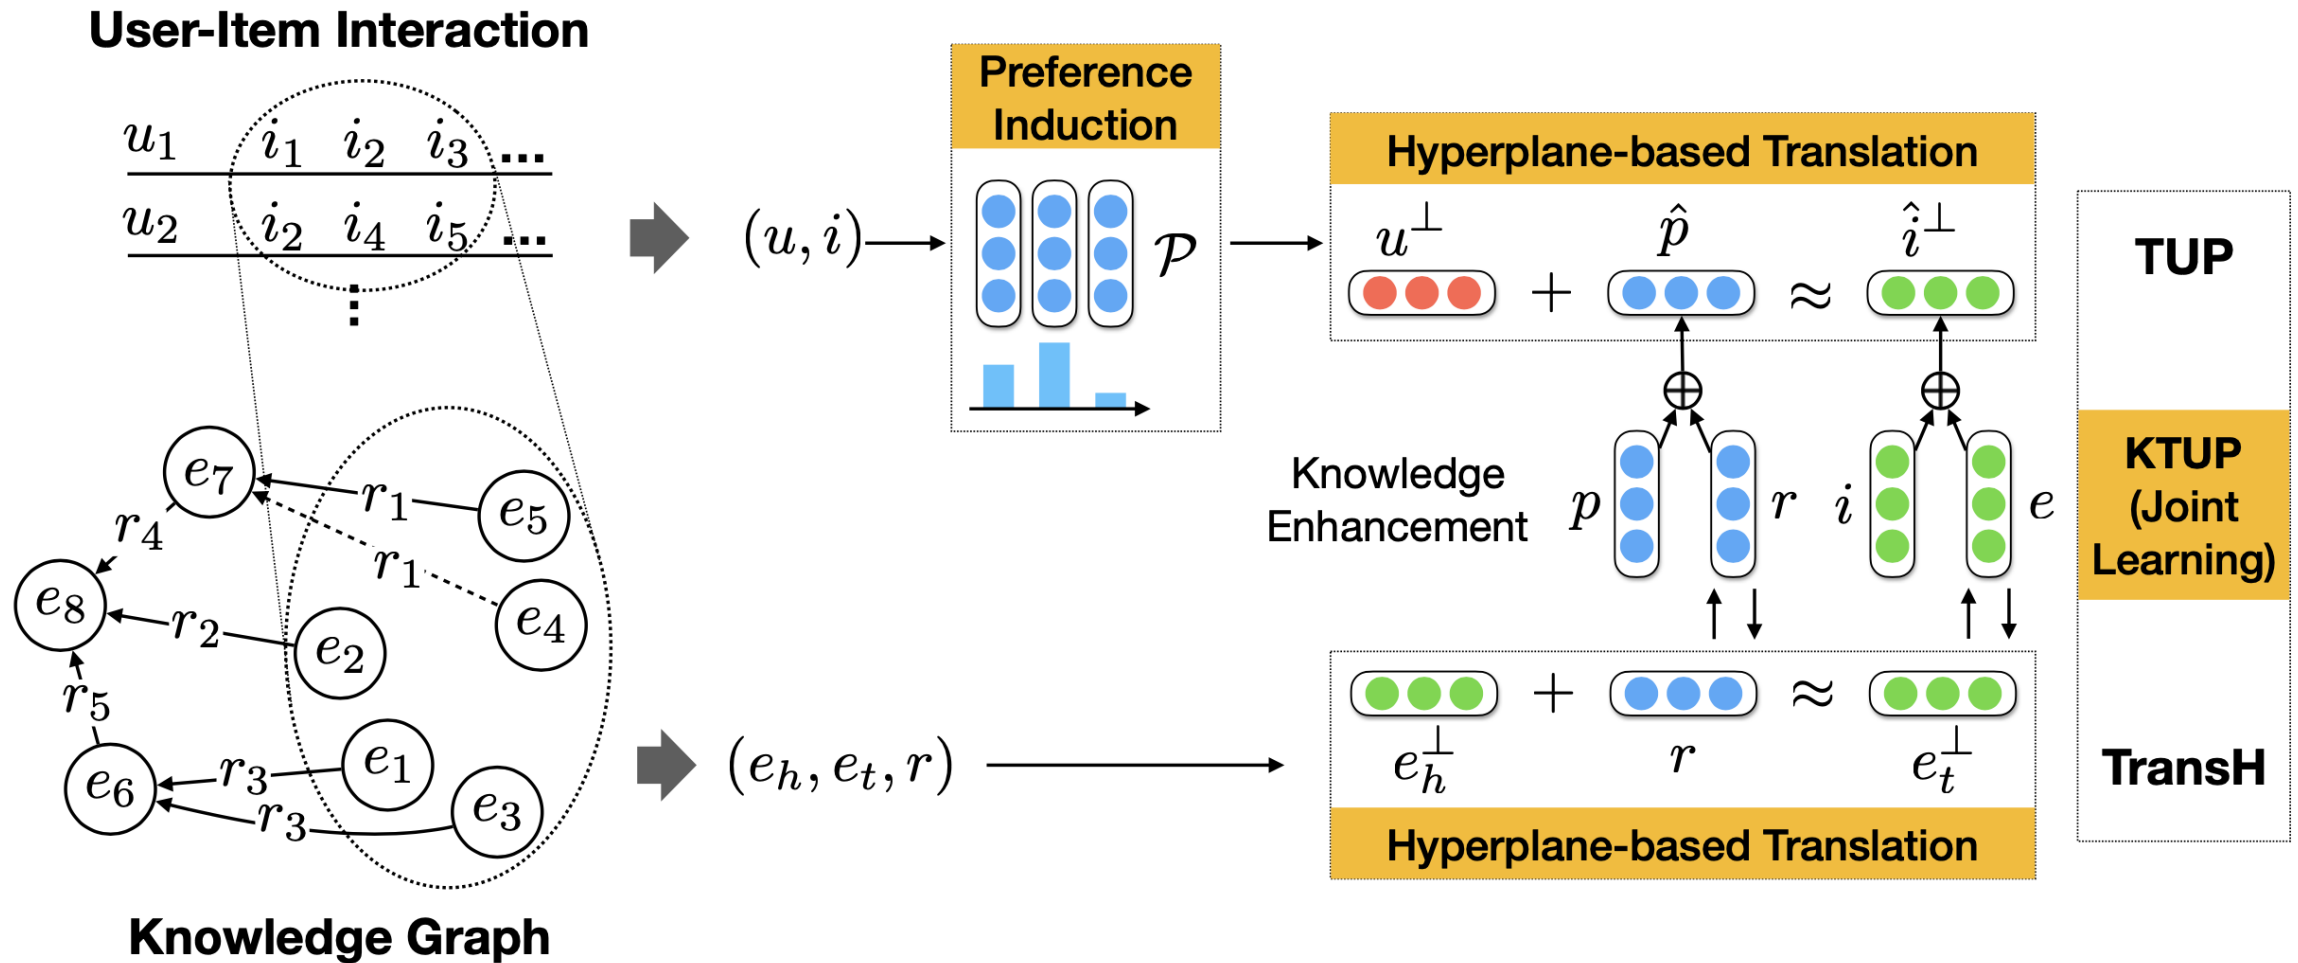 User-Item Interaction
u₁ i₁ i₂ i₃ ...
u₂ i₂ i₄ i₅ ...
⋮
(u, i)
Preference
Induction
𝒫
Hyperplane-based Translation
u⊥ p̂ î⊥
+ ≈
TUP
Knowledge
Enhancement
p r i e
KTUP
(Joint
Learning)
e₇ r₁ e₅
r₄ r₁
e₈ r₂ e₂ e₄
r₅
e₆ r₃ e₁
r₃ e₃
(eₕ, eₜ, r)
+ ≈
eₕ⊥ r eₜ⊥
Hyperplane-based Translation
TransH
Knowledge Graph